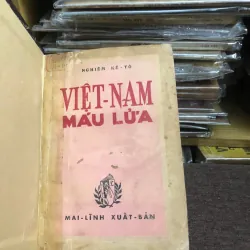 NGHIÊM KẾ-TỔ
VIỆT-NAM
MÁU LỬA
MAI-LĨNH XUẤT-BẢN